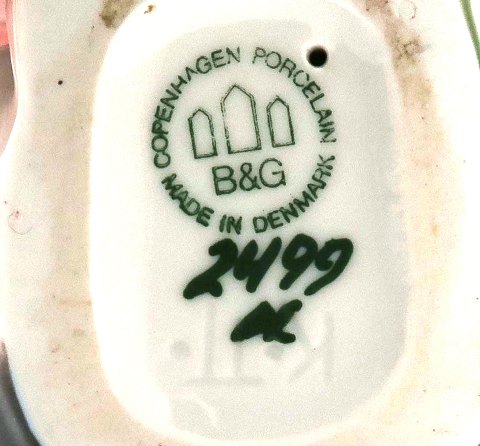 COPENHAGEN PORCELAIN
B&G
MADE IN DENMARK
2499